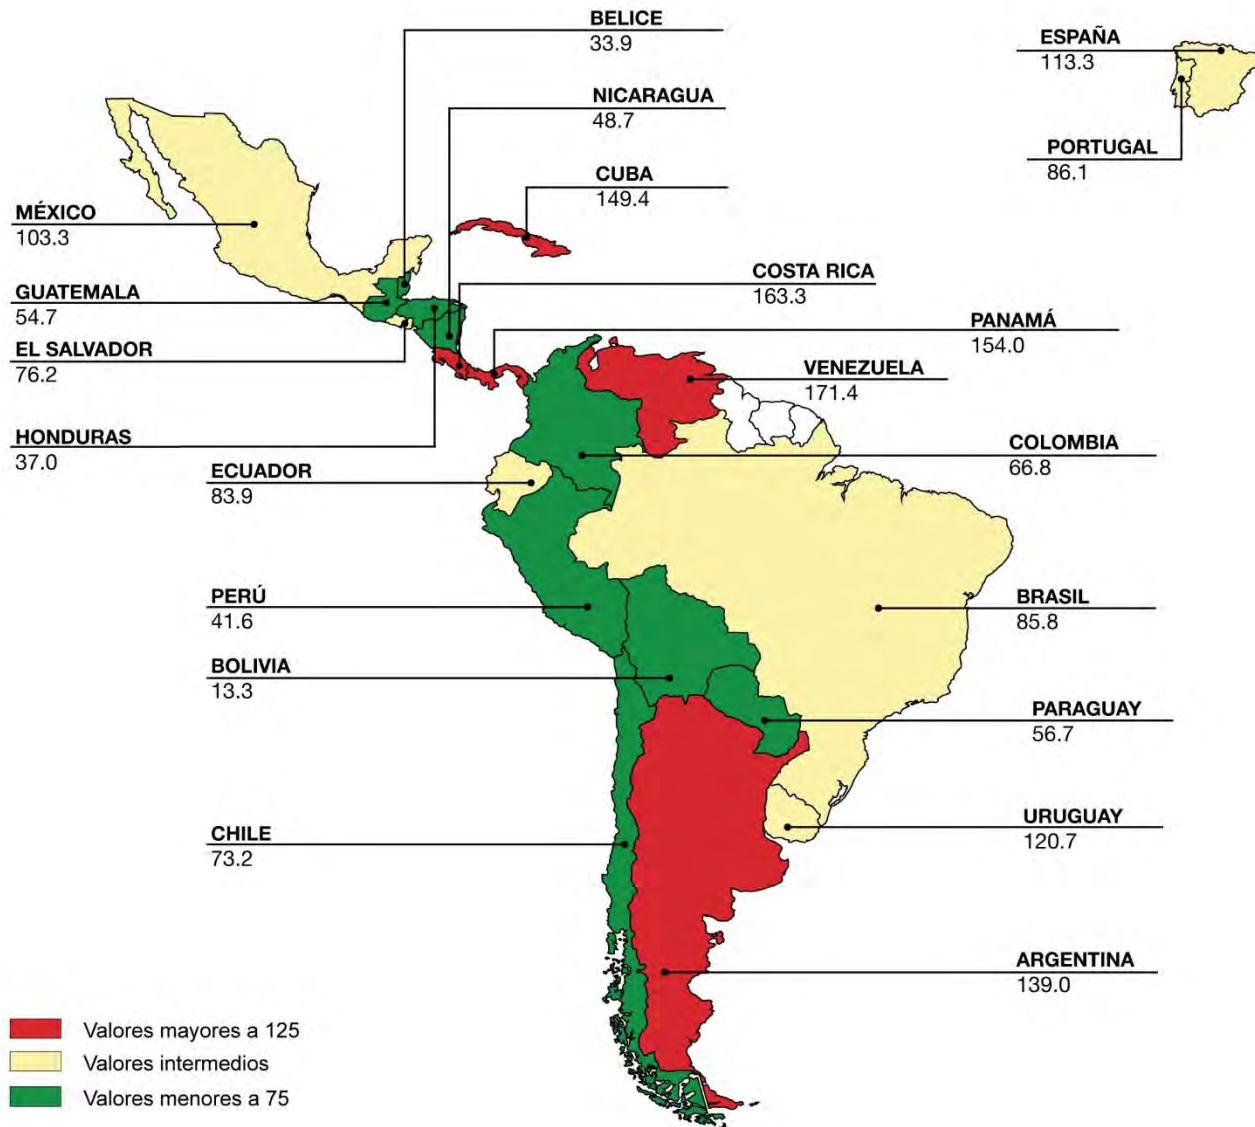 BELICE
33.9
ESPAÑA
113.3
NICARAGUA
48.7
PORTUGAL
86.1
CUBA
149.4
MÉXICO
103.3
COSTA RICA
163.3
GUATEMALA
54.7
PANAMÁ
154.0
EL SALVADOR
76.2
VENEZUELA
171.4
HONDURAS
37.0
COLOMBIA
66.8
ECUADOR
83.9
PERÚ
41.6
BRASIL
85.8
BOLIVIA
13.3
PARAGUAY
56.7
URUGUAY
120.7
CHILE
73.2
ARGENTINA
139.0
Valores mayores a 125
Valores intermedios
Valores menores a 75